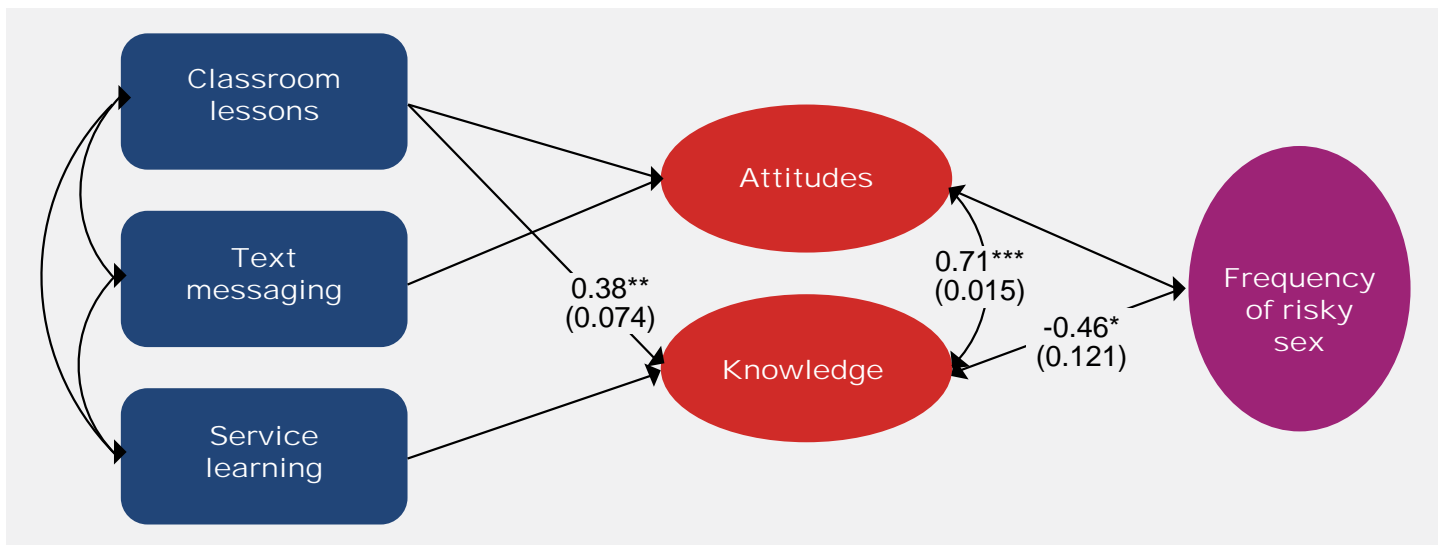 Classroom
lessons
Text
messaging
Service
learning
Attitudes
Knowledge
0.38**
(0.074)
0.71***
(0.015)
-0.46*
(0.121)
Frequency
of risky
sex